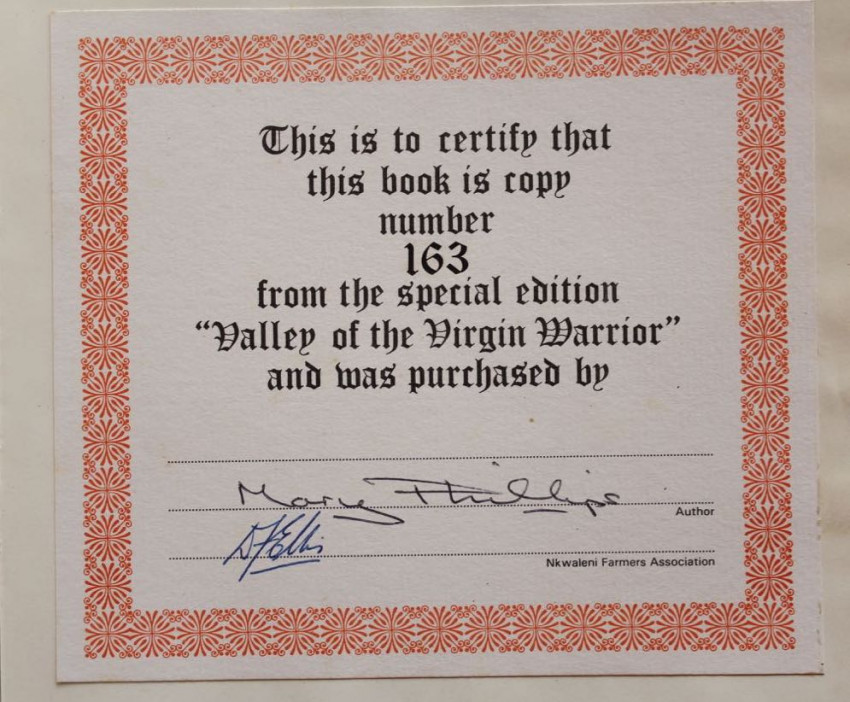 This is to certify that
this book is copy
number
163
from the special edition
“Valley of the Virgin Warrior”
and was purchased by
Mary Phillips
Author
D F Ellis
Nkwaleni Farmers Association